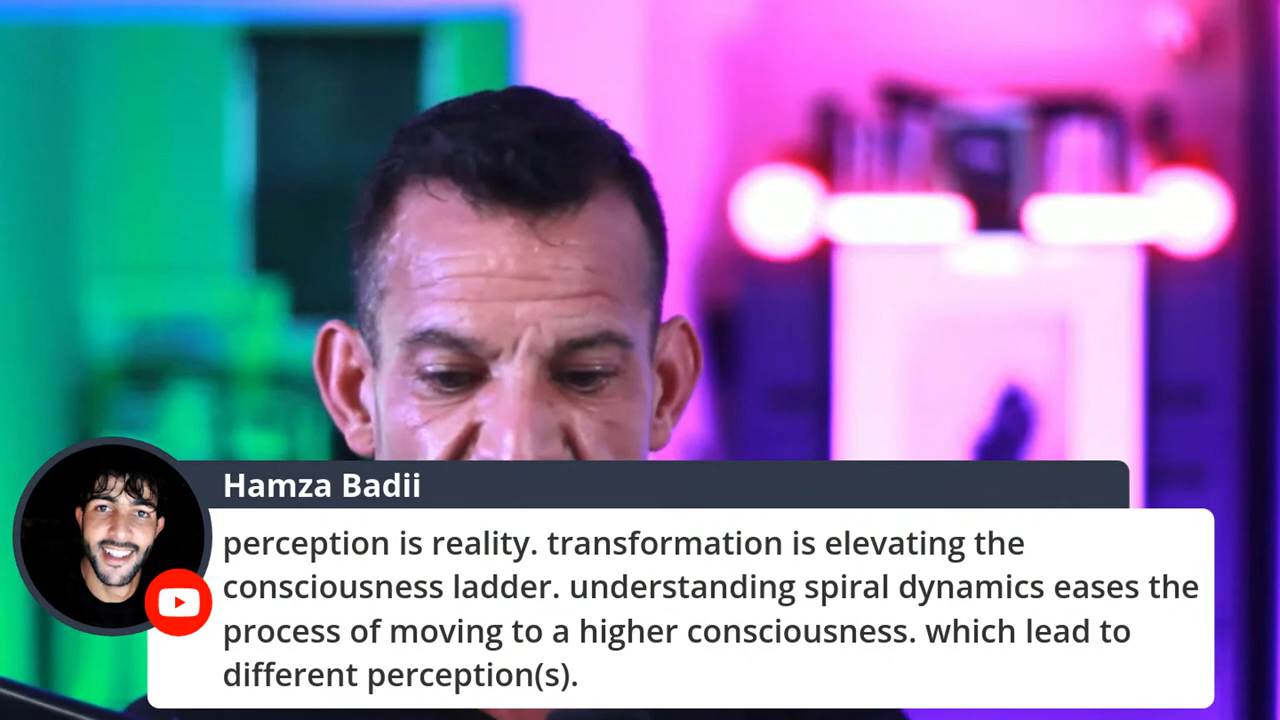 Hamza Badii
perception is reality. transformation is elevating the
consciousness ladder. understanding spiral dynamics eases the
process of moving to a higher consciousness. which lead to
different perception(s).